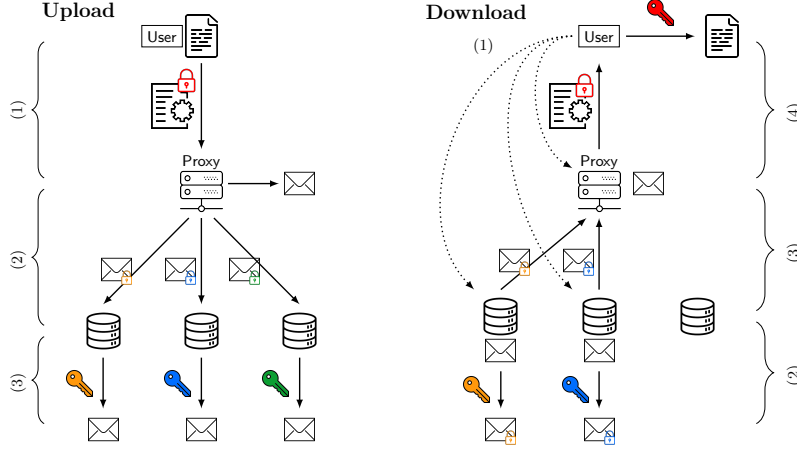 Upload
User
(1)
Proxy
(2)
(3)
Download
(1)
User
(4)
Proxy
(3)
(2)